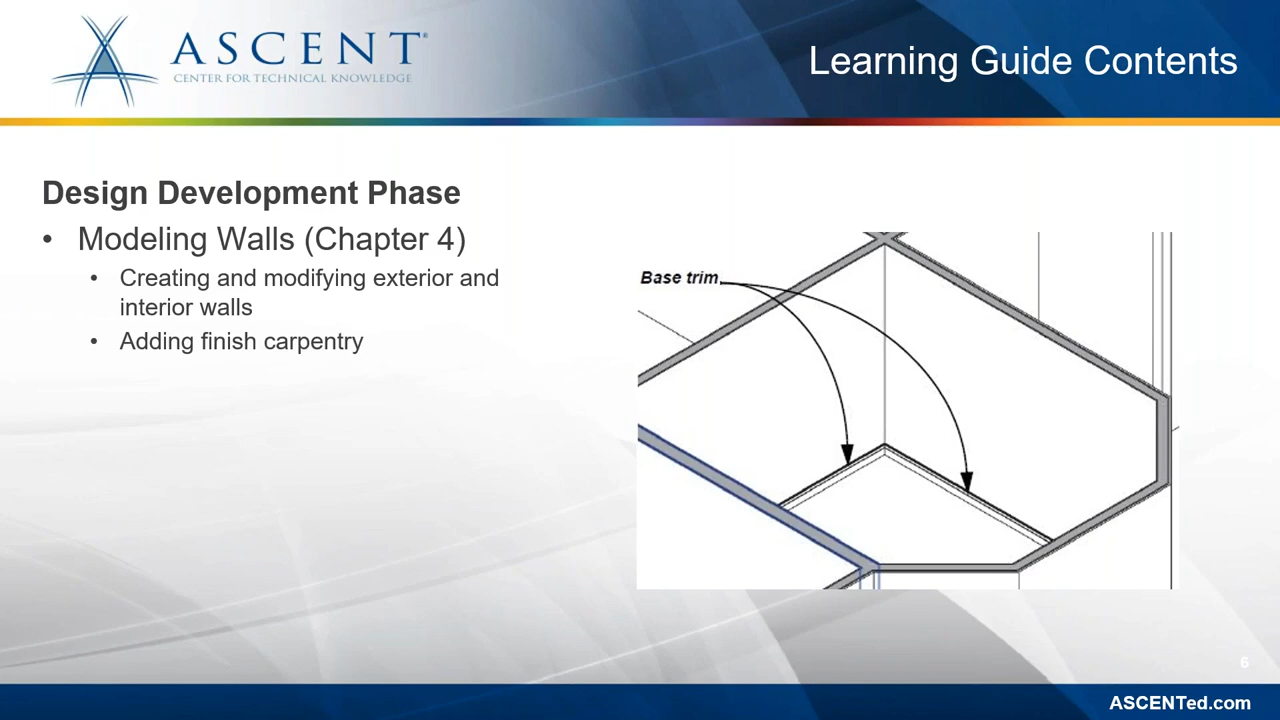 ASCENT®
CENTER FOR TECHNICAL KNOWLEDGE
Learning Guide Contents
Design Development Phase
• Modeling Walls (Chapter 4)
• Creating and modifying exterior and
interior walls
• Adding finish carpentry
Base trim
6
ASCENTed.com